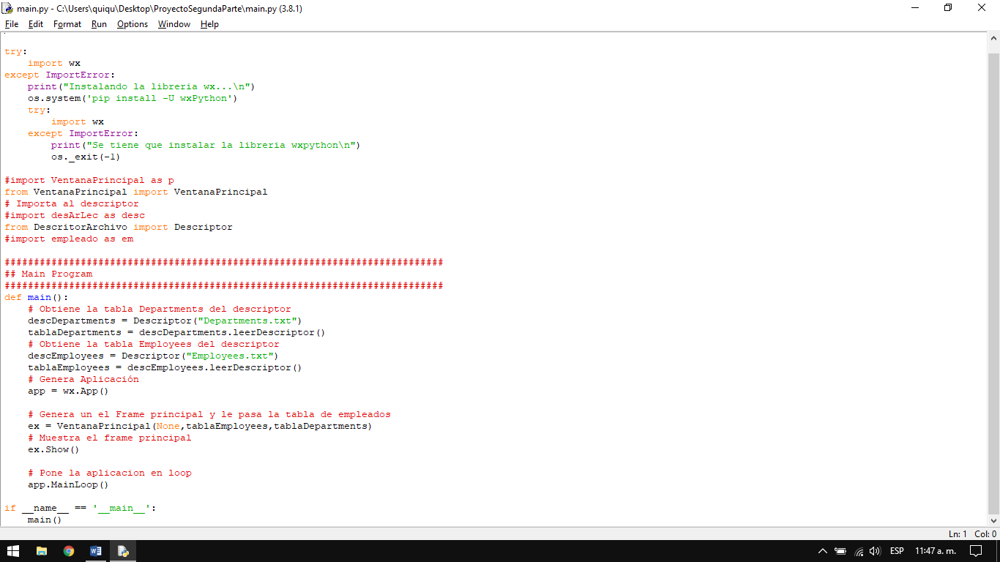 main.py - C:\Users\quiqu\Desktop\ProyectoSegundaParte\main.py (3.8.1)
File Edit Format Run Options Window Help
try:
    import wx
except ImportError:
    print("Instalando la libreria wx...\n")
    os.system('pip install -U wxPython')
    try:
        import wx
    except ImportError:
        print("Se tiene que instalar la libreria wxpython\n")
        os._exit(-1)
#import VentanaPrincipal as p
from VentanaPrincipal import VentanaPrincipal
# Importa al descriptor
#import desArLec as desc
from DescritorArchivo import Descriptor
#import empleado as em
###########################################################################
## Main Program
###########################################################################
def main():
    # Obtiene la tabla Departments del descriptor
    descDepartments = Descriptor("Departments.txt")
    tablaDepartments = descDepartments.leerDescriptor()
    # Obtiene la tabla Employees del descriptor
    descEmployees = Descriptor("Employees.txt")
    tablaEmployees = descEmployees.leerDescriptor()
    # Genera Aplicación
    app = wx.App()
    # Genera un el Frame principal y le pasa la tabla de empleados
    ex = VentanaPrincipal(None,tablaEmployees,tablaDepartments)
    # Muestra el frame principal
    ex.Show()
    # Pone la aplicacion en loop
    app.MainLoop()
if __name__ == '__main__':
    main()
Ln: 1 Col: 0
ESP 11:47 a. m.